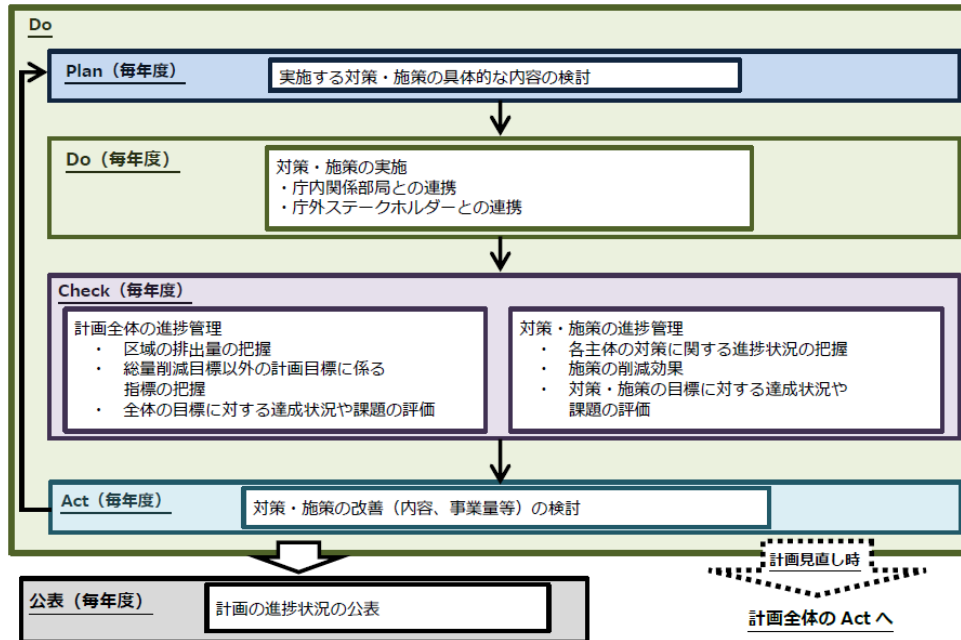 Do
Plan（毎年度）
実施する対策・施策の具体的な内容の検討
Do（毎年度）
対策・施策の実施
・庁内関係部局との連携
・庁外ステークホルダーとの連携
Check（毎年度）
計画全体の進捗管理
・ 区域の排出量の把握
・ 総量削減目標以外の計画目標に係る
指標の把握
・ 全体の目標に対する達成状況や課題の評価
対策・施策の進捗管理
・ 各主体の対策に関する進捗状況の把握
・ 施策の削減効果
・ 対策・施策の目標に対する達成状況や
課題の評価
Act（毎年度）
対策・施策の改善（内容、事業量等）の検討
計画見直し時
計画全体の Act へ
公表（毎年度）
計画の進捗状況の公表